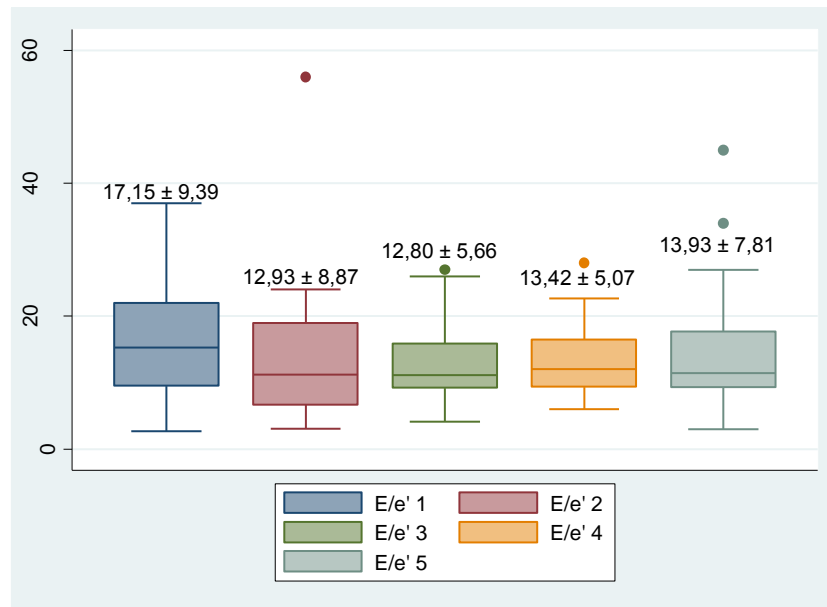 60
40
20
0
17,15 ± 9,39
12,93 ± 8,87
12,80 ± 5,66
13,42 ± 5,07
13,93 ± 7,81
E/e' 1
E/e' 2
E/e' 3
E/e' 4
E/e' 5